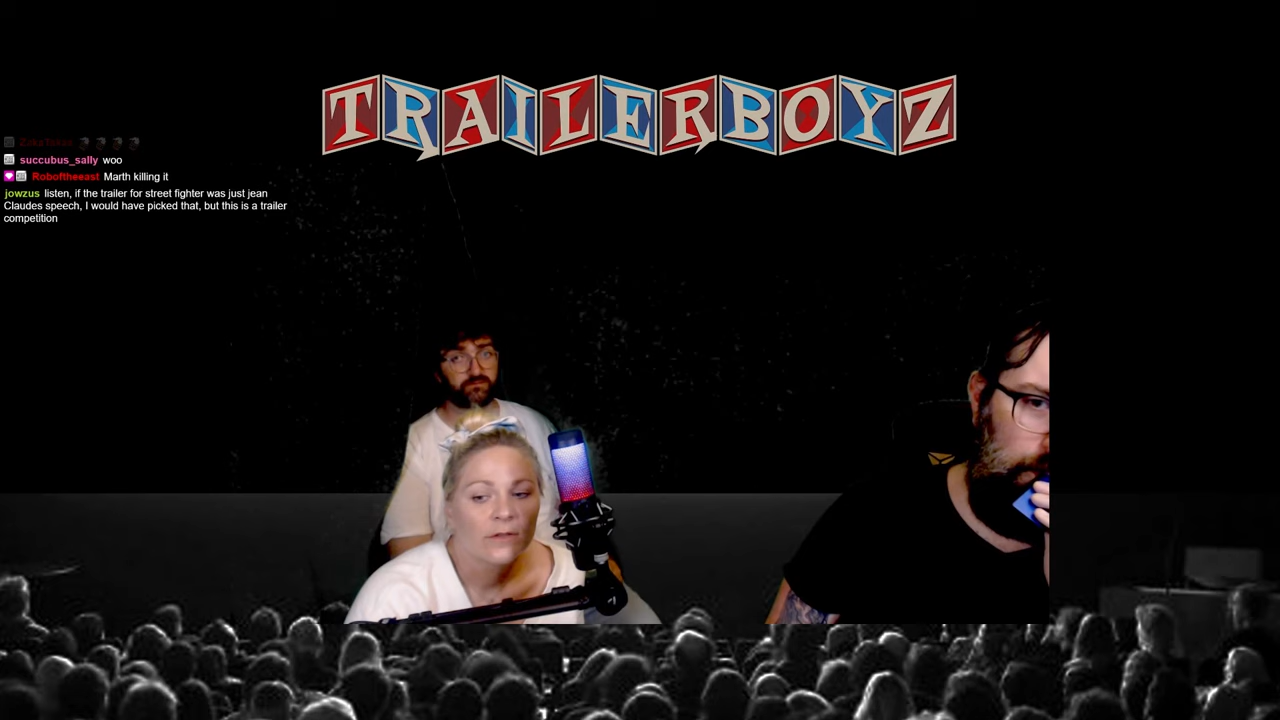 TRAILERBOYZ
succubus_sally woo
Roboftheeast Marth killing it
jowzus listen, if the trailer for street fighter was just jean
Claudes speech, I would have picked that, but this is a trailer
competition